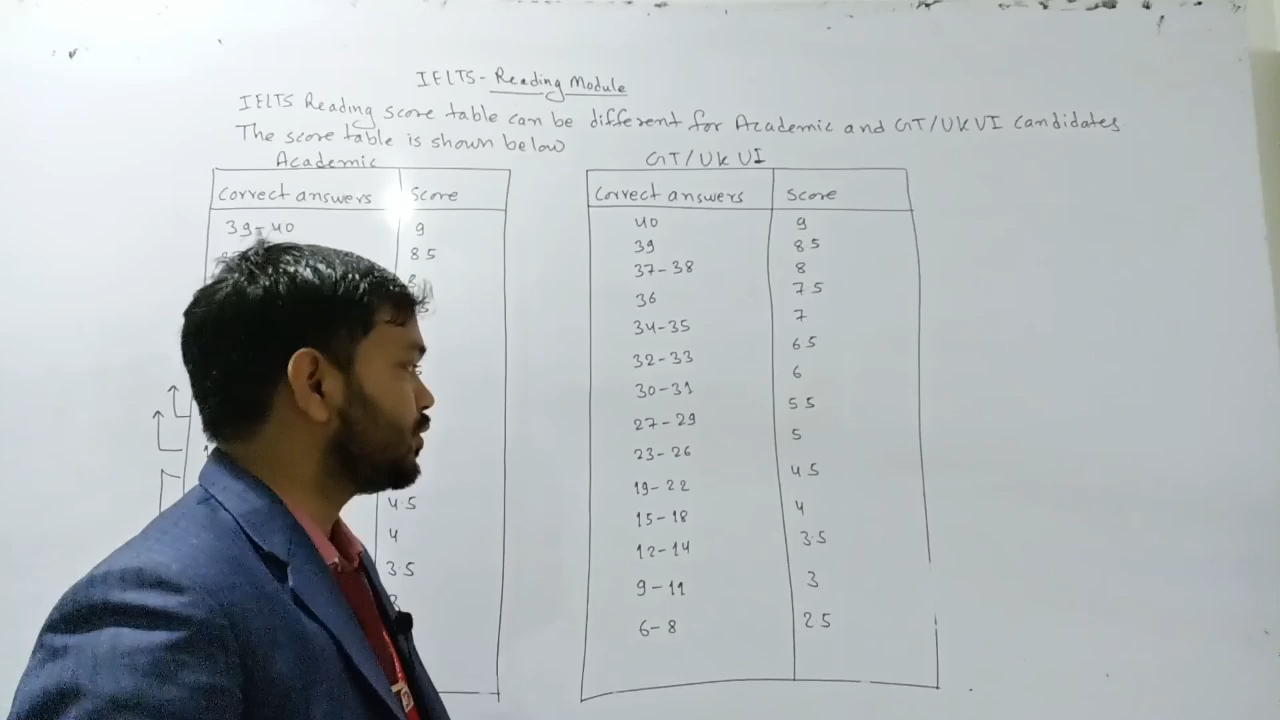 IELTS - Reading Module
IELTS Reading score table can be different for Academic and GT/UKVI candidates
The score table is shown below
Academic
Correct answers Score
39-40 9
8 5
4.5
4
3.5
GT/UKVI
Correct answers Score
40 9
39 8 5
37-38 8
36 7 5
34-35 7
32-33 6 5
30-31 6
27-29 5 5
23-26 5
19-22 4 5
15-18 4
12-14 3.5
9-11 3
6-8 2 5